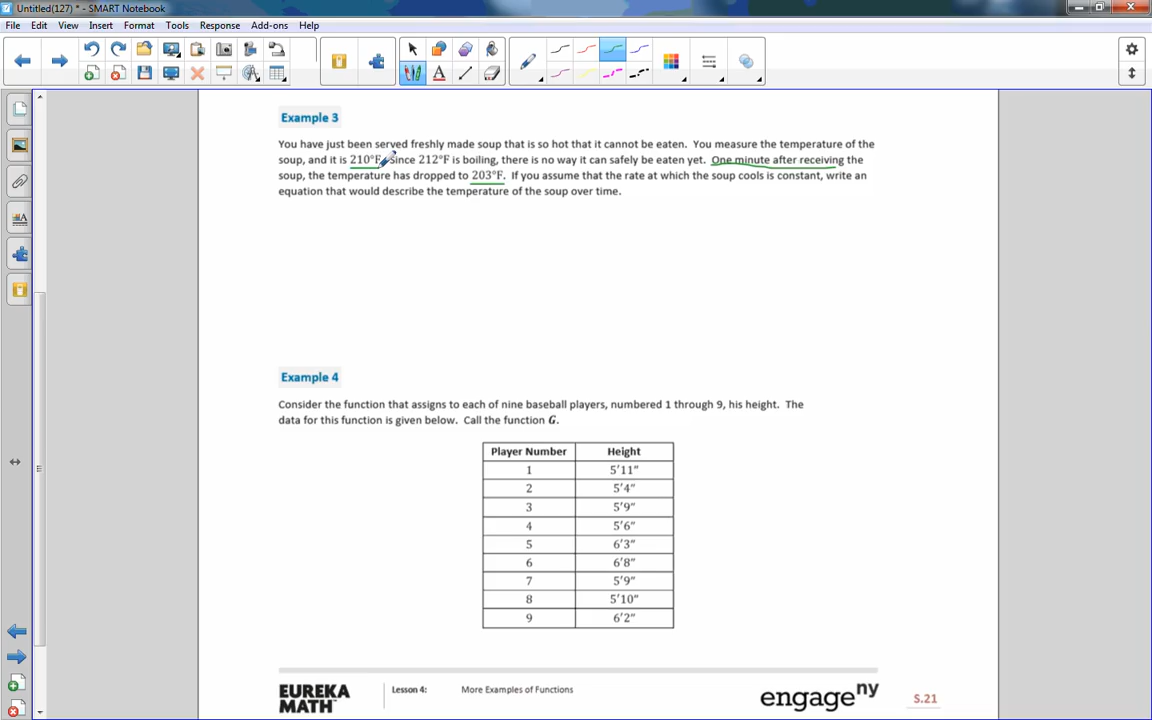 Untitled(127) * - SMART Notebook
File Edit View Insert Format Tools Response Add-ons Help
Example 3
You have just been served freshly made soup that is so hot that it cannot be eaten. You measure the temperature of the
soup, and it is 210°F. Since 212°F is boiling, there is no way it can safely be eaten yet. One minute after receiving the
soup, the temperature has dropped to 203°F. If you assume that the rate at which the soup cools is constant, write an
equation that would describe the temperature of the soup over time.
Example 4
Consider the function that assigns to each of nine baseball players, numbered 1 through 9, his height. The
data for this function is given below. Call the function G.
Player Number Height
1 5'11"
2 5'4"
3 5'9"
4 5'6"
5 6'3"
6 6'8"
7 5'9"
8 5'10"
9 6'2"
EUREKA MATH™
Lesson 4: More Examples of Functions
engageny
S.21